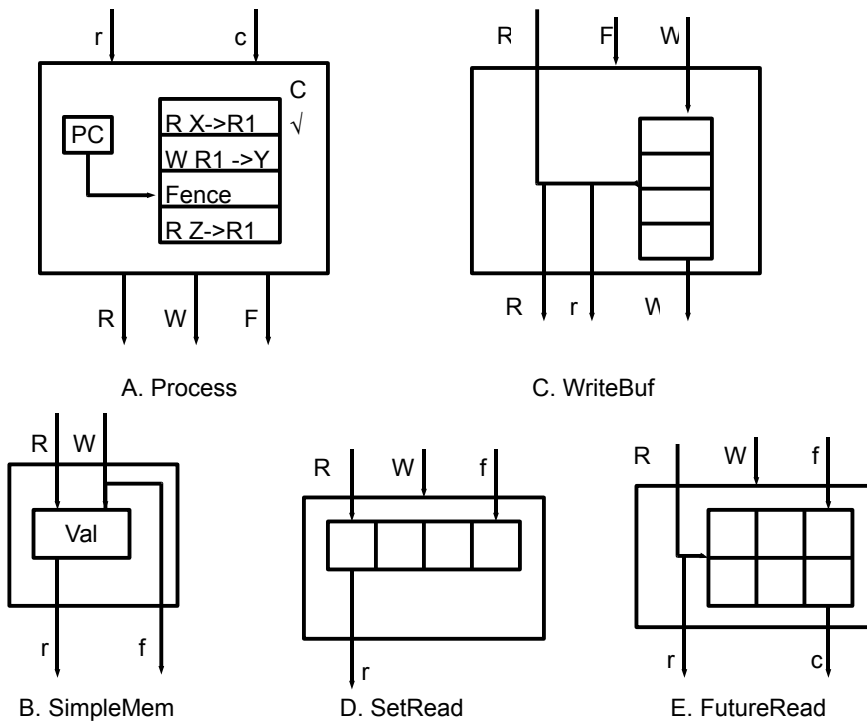 r c
C
PC
R X->R1 √
W R1 ->Y
Fence
R Z->R1
R W F
A. Process
R F W
R r W
C. WriteBuf
R W
Val
r f
B. SimpleMem
R W f
r
D. SetRead
R W f
r c
E. FutureRead